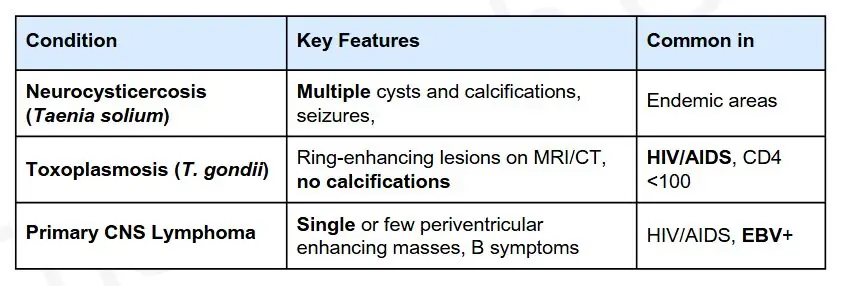 Condition Key Features Common in
Neurocysticercosis
(Taenia solium)
Multiple cysts and calcifications,
seizures,
Endemic areas
Toxoplasmosis (T. gondii)
Ring-enhancing lesions on MRI/CT,
no calcifications
HIV/AIDS, CD4
<100
Primary CNS Lymphoma
Single or few periventricular
enhancing masses, B symptoms
HIV/AIDS, EBV+